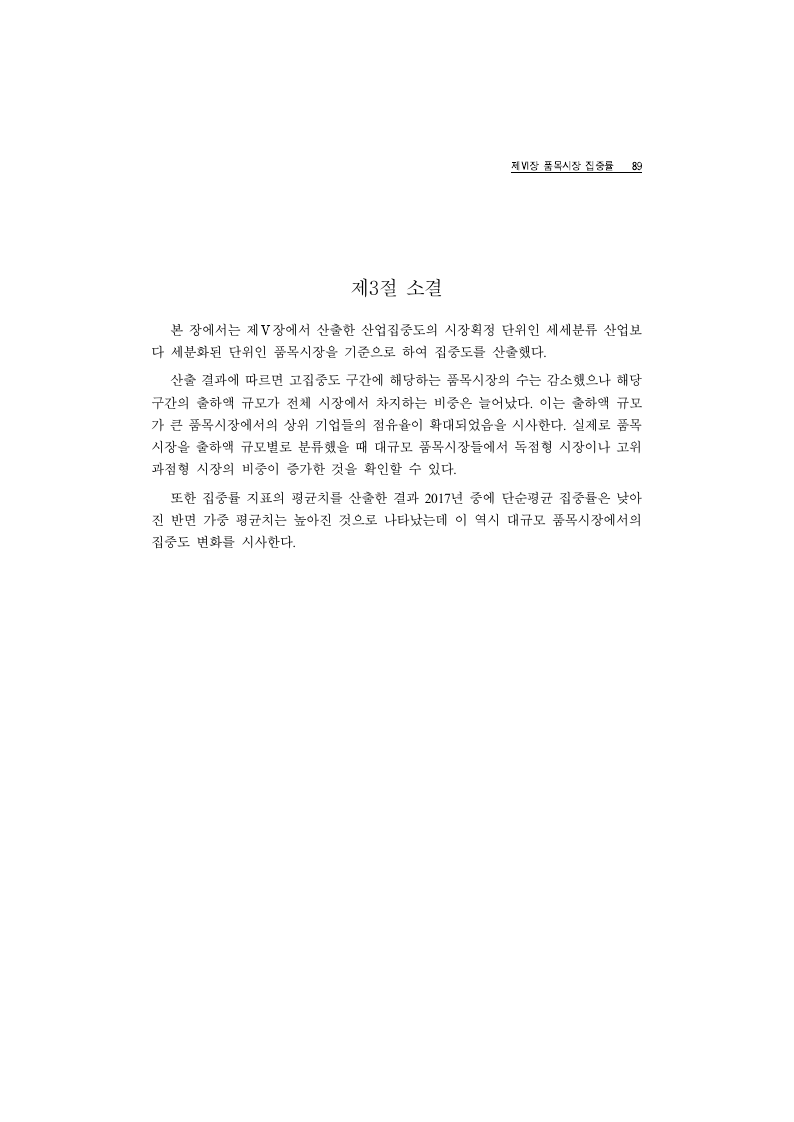 제Ⅵ장 품목시장 집중률 89
제3절 소결
본 장에서는 제Ⅴ장에서 산출한 산업집중도의 시장획정 단위인 세세분류 산업보
다 세분화된 단위인 품목시장을 기준으로 하여 집중도를 산출했다.
산출 결과에 따르면 고집중도 구간에 해당하는 품목시장의 수는 감소했으나 해당
구간의 출하액 규모가 전체 시장에서 차지하는 비중은 늘어났다. 이는 출하액 규모
가 큰 품목시장에서의 상위 기업들의 점유율이 확대되었음을 시사한다. 실제로 품목
시장을 출하액 규모별로 분류했을 때 대규모 품목시장들에서 독점형 시장이나 고위
과점형 시장의 비중이 증가한 것을 확인할 수 있다.
또한 집중률 지표의 평균치를 산출한 결과 2017년 중에 단순평균 집중률은 낮아
진 반면 가중 평균치는 높아진 것으로 나타났는데 이 역시 대규모 품목시장에서의
집중도 변화를 시사한다.